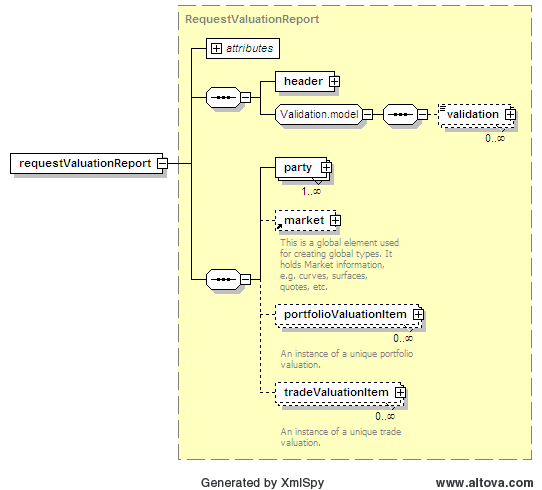 RequestValuationReport
attributes
header
Validation.model
validation
0..∞
requestValuationReport
party
1..∞
market
This is a global element used
for creating global types. It
holds Market information,
e.g. curves, surfaces,
quotes, etc.
portfolioValuationItem
0..∞
An instance of a unique portfolio
valuation.
tradeValuationItem
0..∞
An instance of a unique trade
valuation.
Generated by XmlSpy
www.altova.com